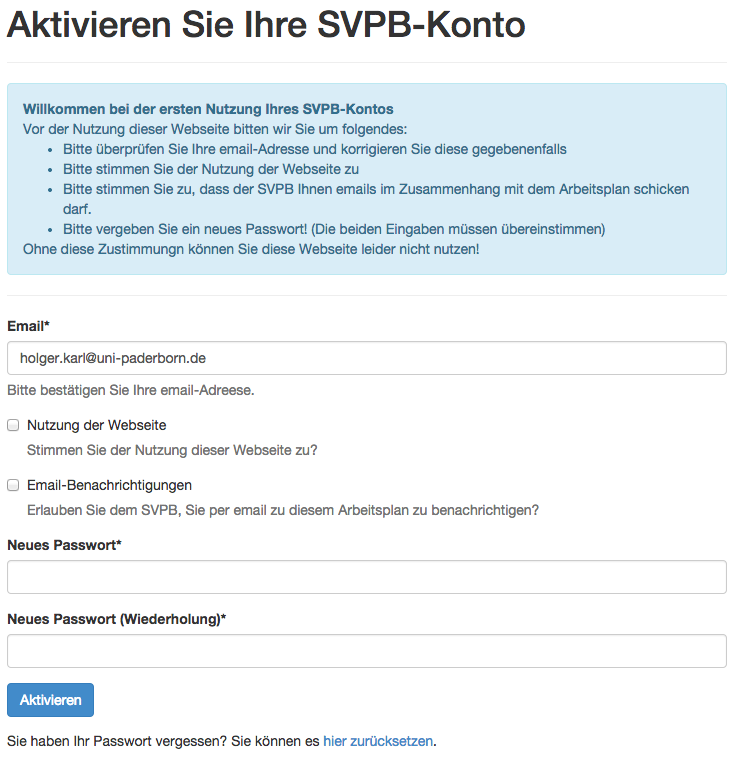 Aktivieren Sie Ihre SVPB-Konto
Willkommen bei der ersten Nutzung Ihres SVPB-Kontos
Vor der Nutzung dieser Webseite bitten wir Sie um folgendes:
• Bitte überprüfen Sie Ihre email-Adresse und korrigieren Sie diese gegebenenfalls
• Bitte stimmen Sie der Nutzung der Webseite zu
• Bitte stimmen Sie zu, dass der SVPB Ihnen emails im Zusammenhang mit dem Arbeitsplan schicken
darf.
• Bitte vergeben Sie ein neues Passwort! (Die beiden Eingaben müssen übereinstimmen)
Ohne diese Zustimmungn können Sie diese Webseite leider nicht nutzen!
Email*
holger.karl@uni-paderborn.de
Bitte bestätigen Sie Ihre email-Adreese.
Nutzung der Webseite
Stimmen Sie der Nutzung dieser Webseite zu?
Email-Benachrichtigungen
Erlauben Sie dem SVPB, Sie per email zu diesem Arbeitsplan zu benachrichtigen?
Neues Passwort*
Neues Passwort (Wiederholung)*
Aktivieren
Sie haben Ihr Passwort vergessen? Sie können es hier zurücksetzen.